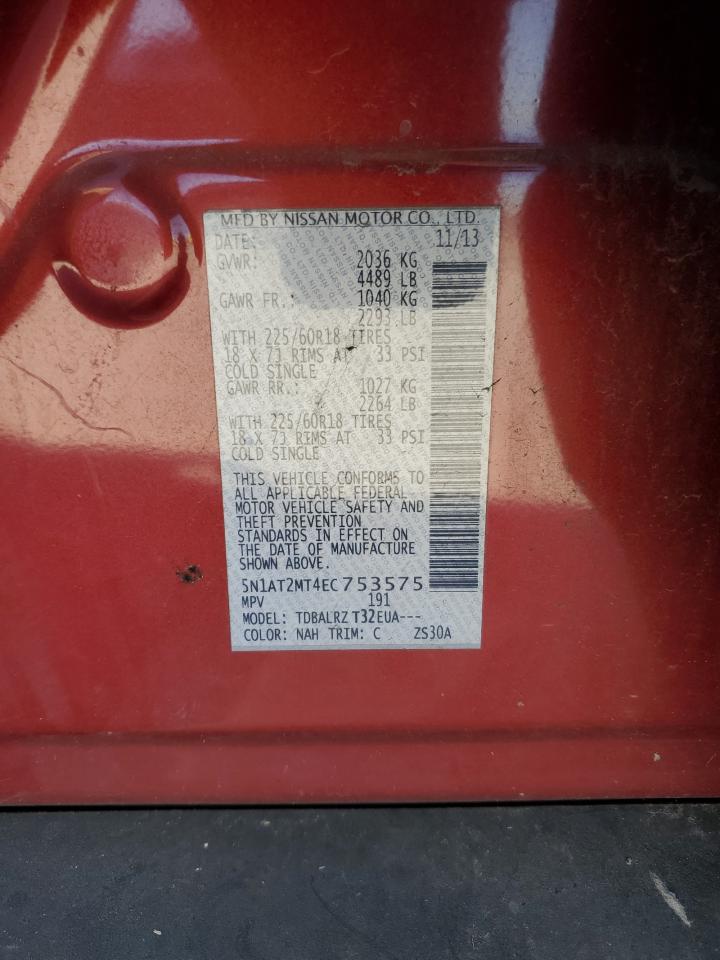 MFD BY NISSAN MOTOR CO., LTD.
DATE: 11/13
GVWR: 2036 KG
4489 LB
GAWR FR.: 1040 KG
2293 LB
WITH 225/60R18 TIRES
18 X 7J RIMS AT 33 PSI
COLD SINGLE
GAWR RR.: 1027 KG
2264 LB
WITH 225/60R18 TIRES
18 X 7J RIMS AT 33 PSI
COLD SINGLE
THIS VEHICLE CONFORMS TO
ALL APPLICABLE FEDERAL
MOTOR VEHICLE SAFETY AND
THEFT PREVENTION
STANDARDS IN EFFECT ON
THE DATE OF MANUFACTURE
SHOWN ABOVE.
5N1AT2MT4EC753575
MPV 191
MODEL: TDBALRZ T32EUA---
COLOR: NAH TRIM: C ZS30A